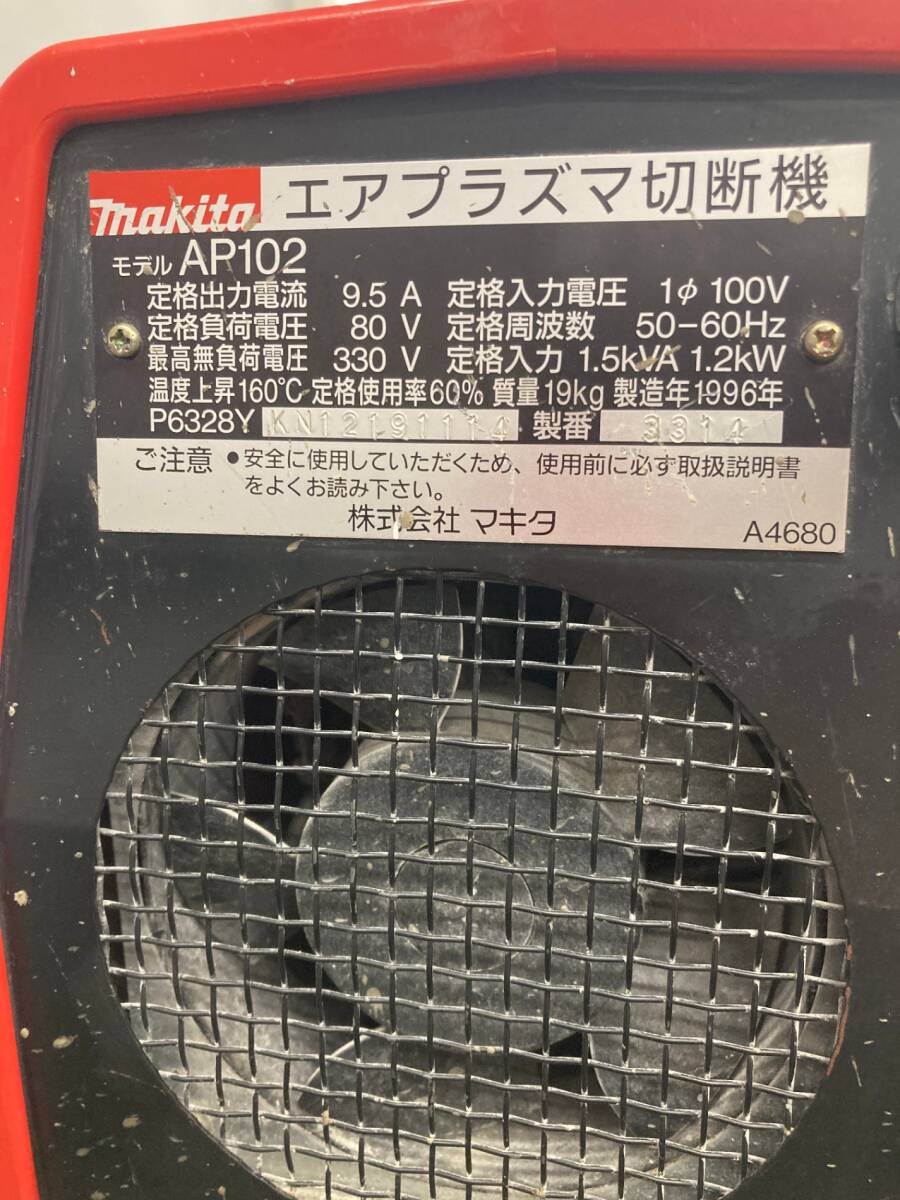 makita エアプラズマ切断機
モデル AP102
定格出力電流 9.5 A 定格入力電圧 1φ 100V
定格負荷電圧 80 V 定格周波数 50-60Hz
最高無負荷電圧 330 V 定格入力 1.5kVA 1.2kW
温度上昇160℃ 定格使用率60% 質量19kg 製造年1996年
P6328Y KN12191114 製番 3314
ご注意 ●安全に使用していただくため、使用前に必ず取扱説明書
をよくお読み下さい。
株式会社 マキタ A4680